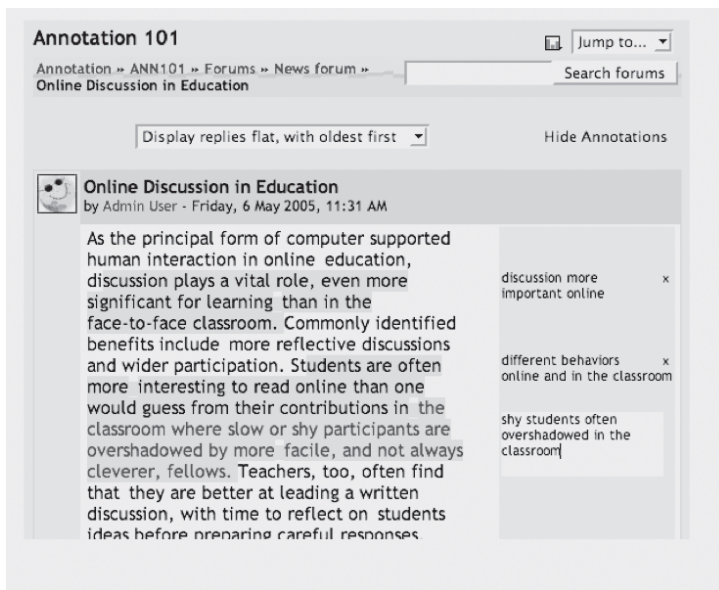 Annotation 101
Jump to...
Annotation » ANN101 » Forums » News forum »
Online Discussion in Education
Search forums
Display replies flat, with oldest first
Hide Annotations
Online Discussion in Education
by Admin User - Friday, 6 May 2005, 11:31 AM
As the principal form of computer supported
human interaction in online education,
discussion plays a vital role, even more
significant for learning than in the
face-to-face classroom. Commonly identified
benefits include more reflective discussions
and wider participation. Students are often
more interesting to read online than one
would guess from their contributions in the
classroom where slow or shy participants are
overshadowed by more facile, and not always
cleverer, fellows. Teachers, too, often find
that they are better at leading a written
discussion, with time to reflect on students
ideas before preparing careful responses.
discussion more x
important online
different behaviors x
online and in the classroom
shy students often
overshadowed in the
classroom